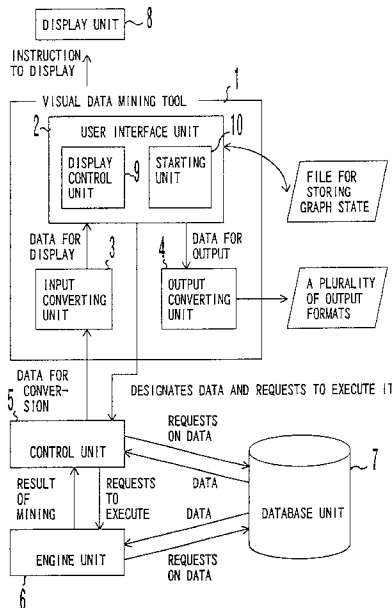 DISPLAY UNIT
8
INSTRUCTION
TO DISPLAY
1
VISUAL DATA MINING TOOL
2
USER INTERFACE UNIT
10
DISPLAY
CONTROL
UNIT
9
STARTING
UNIT
FILE FOR
STORING
GRAPH STATE
DATA FOR
DISPLAY
3
DATA FOR
OUTPUT
4
INPUT
CONVERTING
UNIT
OUTPUT
CONVERTING
UNIT
A PLURALITY
OF OUTPUT
FORMATS
DATA FOR
CONVER-
SION
DESIGNATES DATA AND REQUESTS TO EXECUTE IT
5
CONTROL UNIT
REQUESTS
ON DATA
DATA
7
DATABASE UNIT
RESULT
OF
MINING
REQUESTS
TO
EXECUTE
DATA
ENGINE UNIT
6
REQUESTS
ON DATA